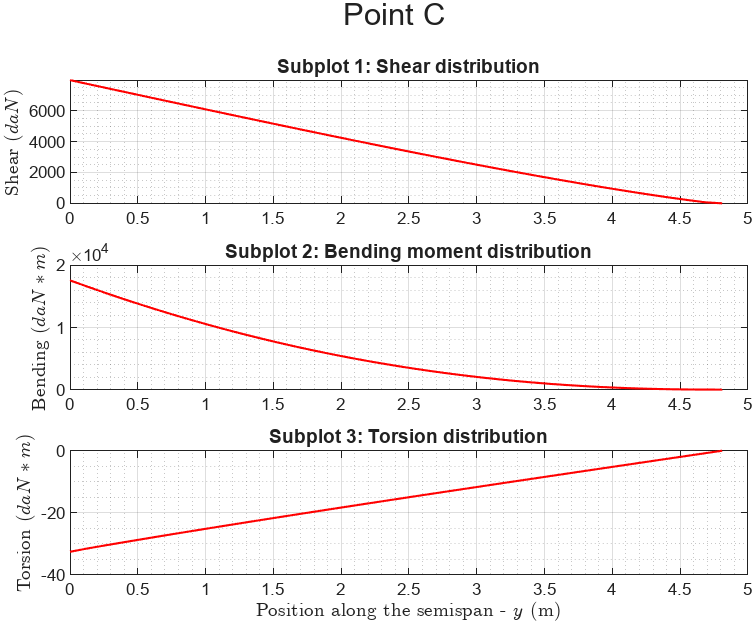 Point C
Subplot 1: Shear distribution
Shear (daN)
6000
4000
2000
0
0 0.5 1 1.5 2 2.5 3 3.5 4 4.5 5
Subplot 2: Bending moment distribution
×10⁴
Bending (daN * m)
2
1
0
0 0.5 1 1.5 2 2.5 3 3.5 4 4.5 5
Subplot 3: Torsion distribution
Torsion (daN * m)
0
-20
-40
0 0.5 1 1.5 2 2.5 3 3.5 4 4.5 5
Position along the semispan - y (m)